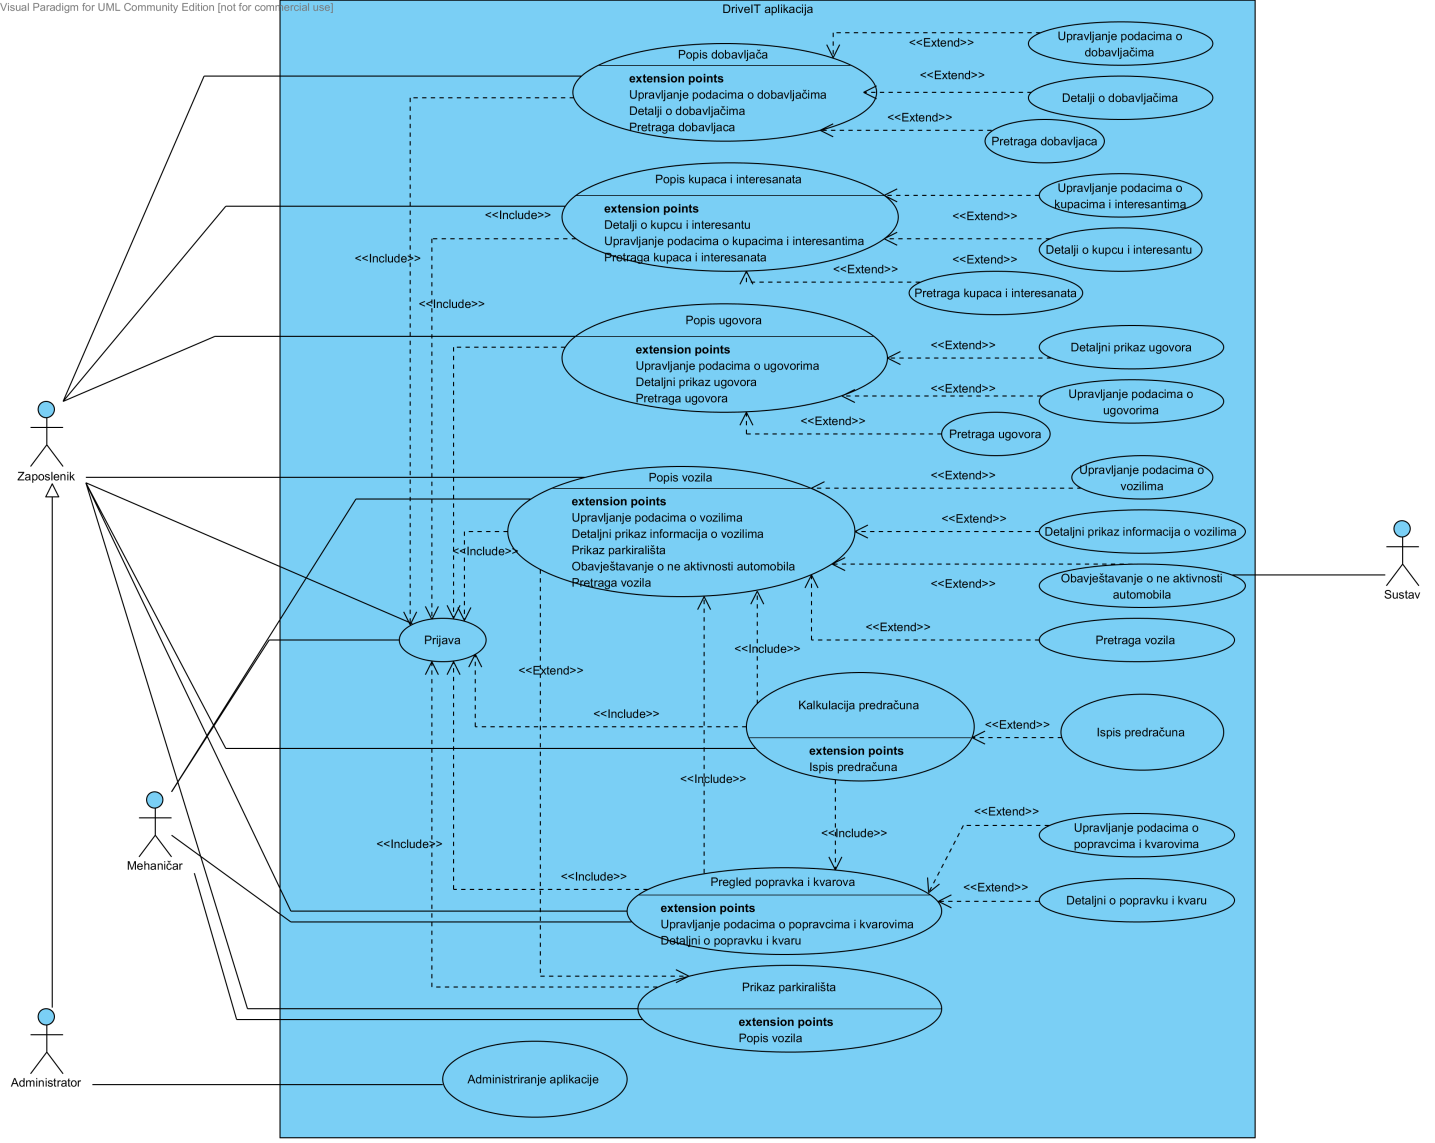 Visual Paradigm for UML Community Edition [not for commercial use]
DriveIT aplikacija
Popis dobavljača
extension points
Upravljanje podacima o dobavljačima
Detalji o dobavljačima
Pretraga dobavljaca
<<Extend>>
Upravljanje podacima o
dobavljačima
<<Extend>>
Detalji o dobavljačima
<<Extend>>
Pretraga dobavljaca
Popis kupaca i interesanata
extension points
Detalji o kupcu i interesantu
Upravljanje podacima o kupacima i interesantima
Pretraga kupaca i interesanata
<<Include>>
<<Include>>
<<Include>>
Upravljanje podacima o
kupacima i interesantima
<<Extend>>
Detalji o kupcu i interesantu
<<Extend>>
<<Extend>>
Pretraga kupaca i interesanata
Popis ugovora
extension points
Upravljanje podacima o ugovorima
Detaljni prikaz ugovora
Pretraga ugovora
<<Extend>>
Detaljni prikaz ugovora
<<Extend>>
Upravljanje podacima o
ugovorima
<<Extend>>
Pretraga ugovora
Zaposlenik
Popis vozila
extension points
Upravljanje podacima o vozilima
Detaljni prikaz informacija o vozilima
Prikaz parkirališta
Obavještavanje o ne aktivnosti automobila
Pretraga vozila
<<Include>>
<<Extend>>
Upravljanje podacima o
vozilima
<<Extend>>
Detaljni prikaz informacija o vozilima
<<Extend>>
Obavještavanje o ne aktivnosti
automobila
Sustav
<<Extend>>
Pretraga vozila
Prijava
<<Extend>>
<<Include>>
<<Include>>
Kalkulacija predračuna
extension points
Ispis predračuna
<<Extend>>
Ispis predračuna
<<Include>>
<<Include>>
<<Include>>
<<Include>>
Mehaničar
Pregled popravka i kvarova
extension points
Upravljanje podacima o popravcima i kvarovima
Detaljni o popravku i kvaru
<<Extend>>
Upravljanje podacima o
popravcima i kvarovima
<<Extend>>
Detaljni o popravku i kvaru
Prikaz parkirališta
extension points
Popis vozila
Administrator
Administriranje aplikacije